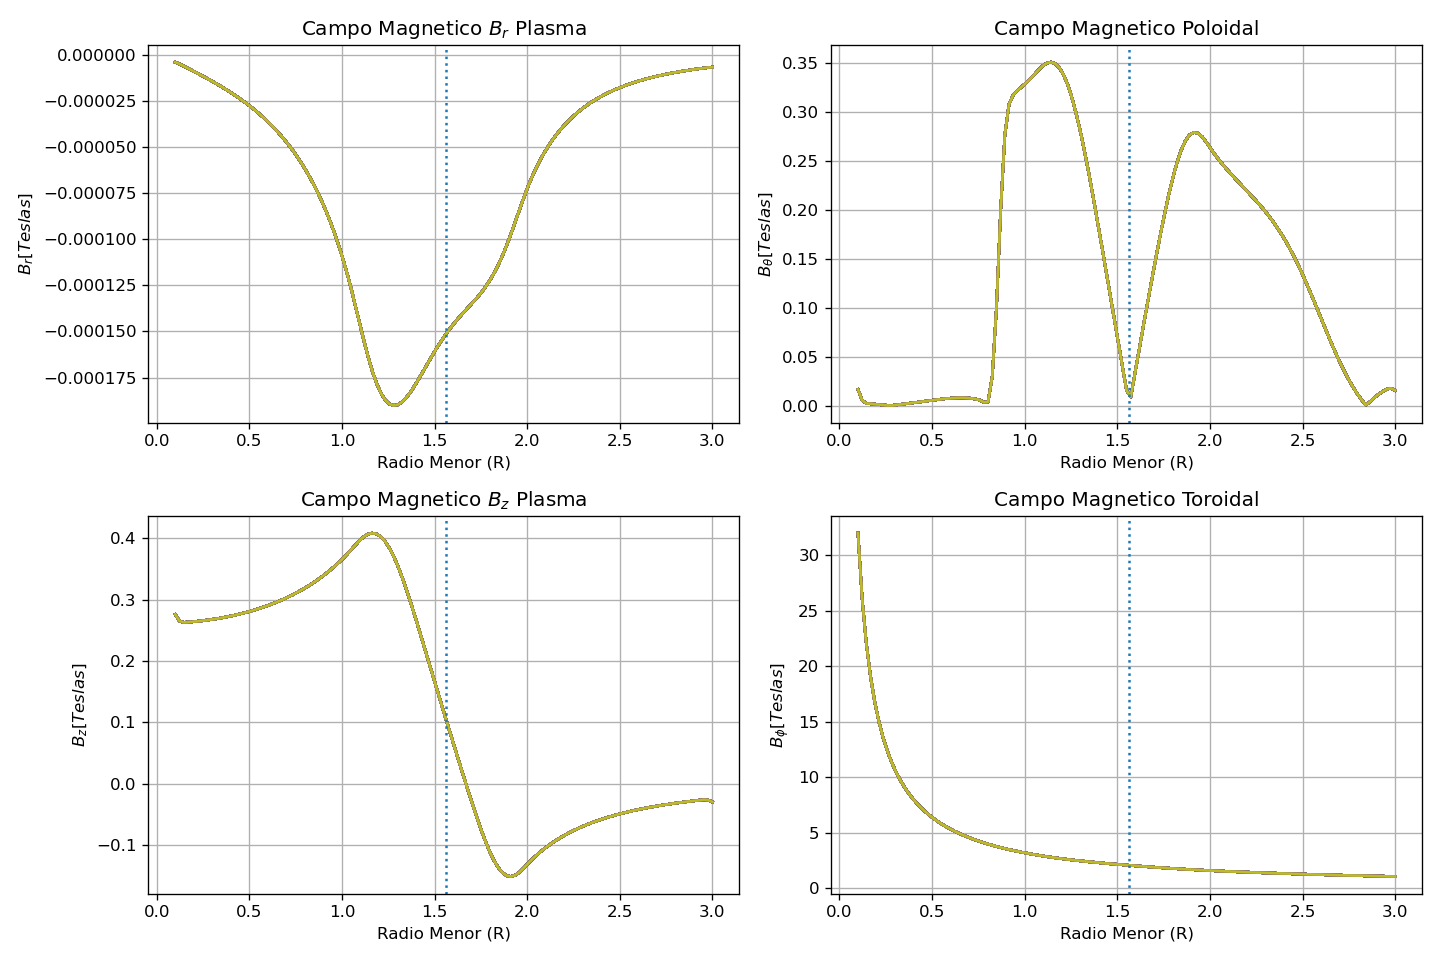 Campo Magnetico B_r Plasma
0.000000
−0.000025
−0.000050
−0.000075
−0.000100
−0.000125
−0.000150
−0.000175
B_r[Teslas]
0.0 0.5 1.0 1.5 2.0 2.5 3.0
Radio Menor (R)
Campo Magnetico Poloidal
0.35
0.30
0.25
0.20
0.15
0.10
0.05
0.00
B_θ[Teslas]
0.0 0.5 1.0 1.5 2.0 2.5 3.0
Radio Menor (R)
Campo Magnetico B_z Plasma
0.4
0.3
0.2
0.1
0.0
−0.1
B_z[Teslas]
0.0 0.5 1.0 1.5 2.0 2.5 3.0
Radio Menor (R)
Campo Magnetico Toroidal
30
25
20
15
10
5
0
B_ϕ[Teslas]
0.0 0.5 1.0 1.5 2.0 2.5 3.0
Radio Menor (R)